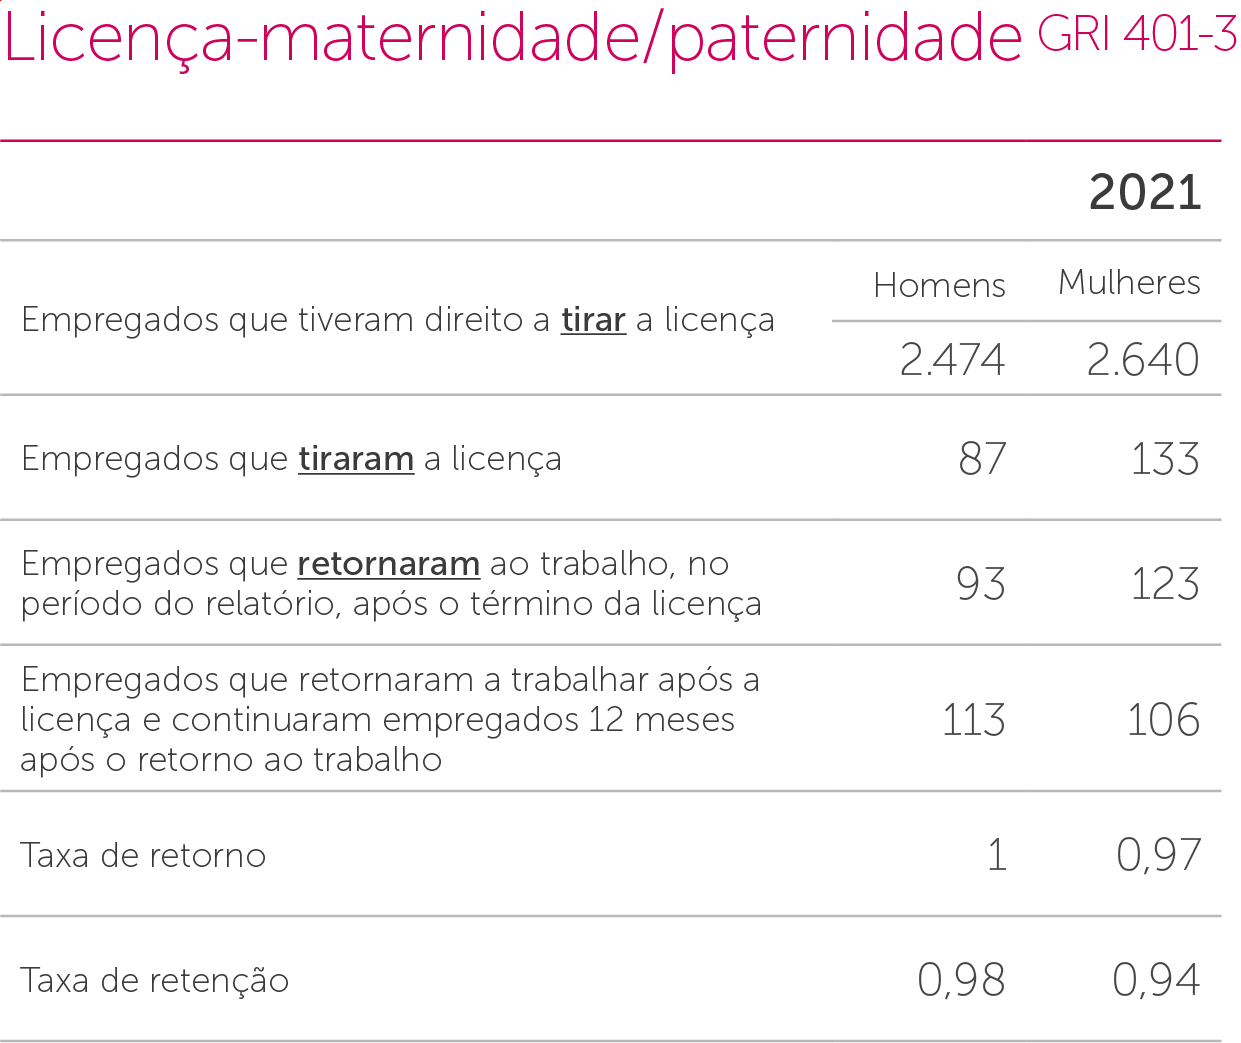 Licença-maternidade/paternidade GRI 401-3
2021
Homens Mulheres
Empregados que tiveram direito a tirar a licença
2.474 2.640
Empregados que tiraram a licença 87 133
Empregados que retornaram ao trabalho, no
período do relatório, após o término da licença
93 123
Empregados que retornaram a trabalhar após a
licença e continuaram empregados 12 meses
após o retorno ao trabalho
113 106
Taxa de retorno 1 0,97
Taxa de retenção 0,98 0,94